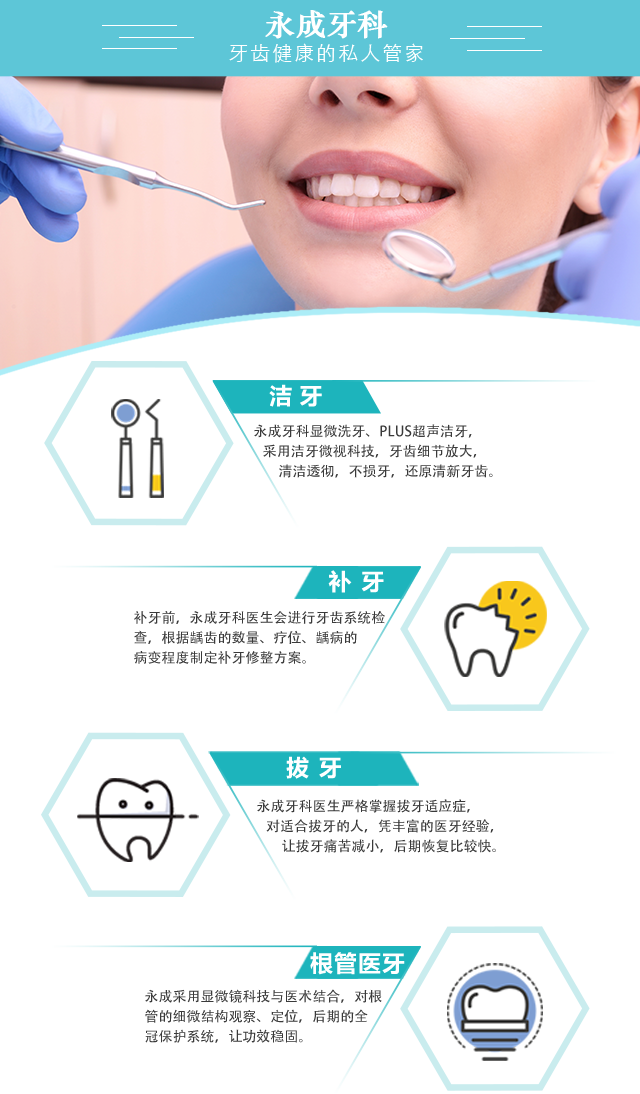 永成牙科
牙齿健康的私人管家
洁牙
永成牙科显微洗牙、PLUS超声洁牙，
采用洁牙微视科技，牙齿细节放大，
清洁透彻，不损牙，还原清新牙齿。
补牙
补牙前，永成牙科医生会进行牙齿系统检
查，根据龋齿的数量、疗位、龋病的
病变程度制定补牙修整方案。
拔牙
永成牙科医生严格掌握拔牙适应症，
对适合拔牙的人，凭丰富的医牙经验，
让拔牙痛苦减小，后期恢复比较快。
根管医牙
永成采用显微镜科技与医术结合，对根
管的细微结构观察、定位，后期的全
冠保护系统，让功效稳固。